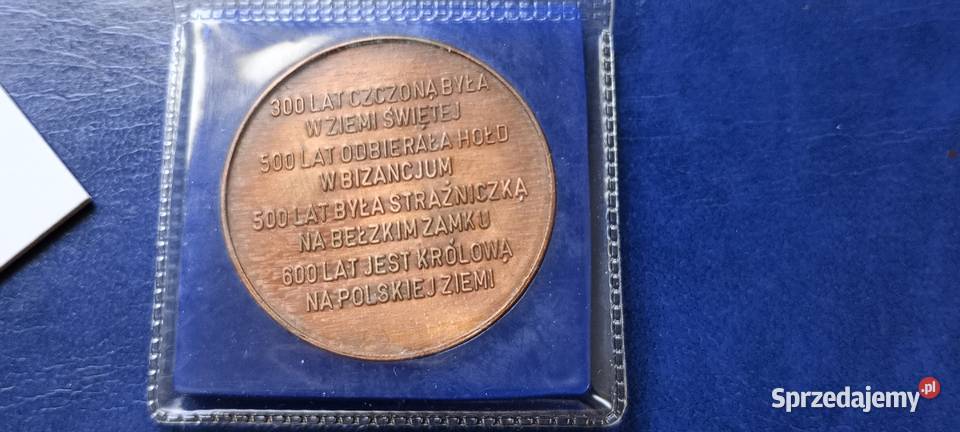 300 LAT CZCZONĄ BYŁA
W ZIEMI ŚWIĘTEJ
500 LAT ODBIERAŁA HOŁD
W BIZANCJUM
500 LAT BYŁA STRAŻNICZKĄ
NA BEŁZKIM ZAMKU
600 LAT JEST KRÓLOWĄ
NA POLSKIEJ ZIEMI
Sprzedajemy.pl